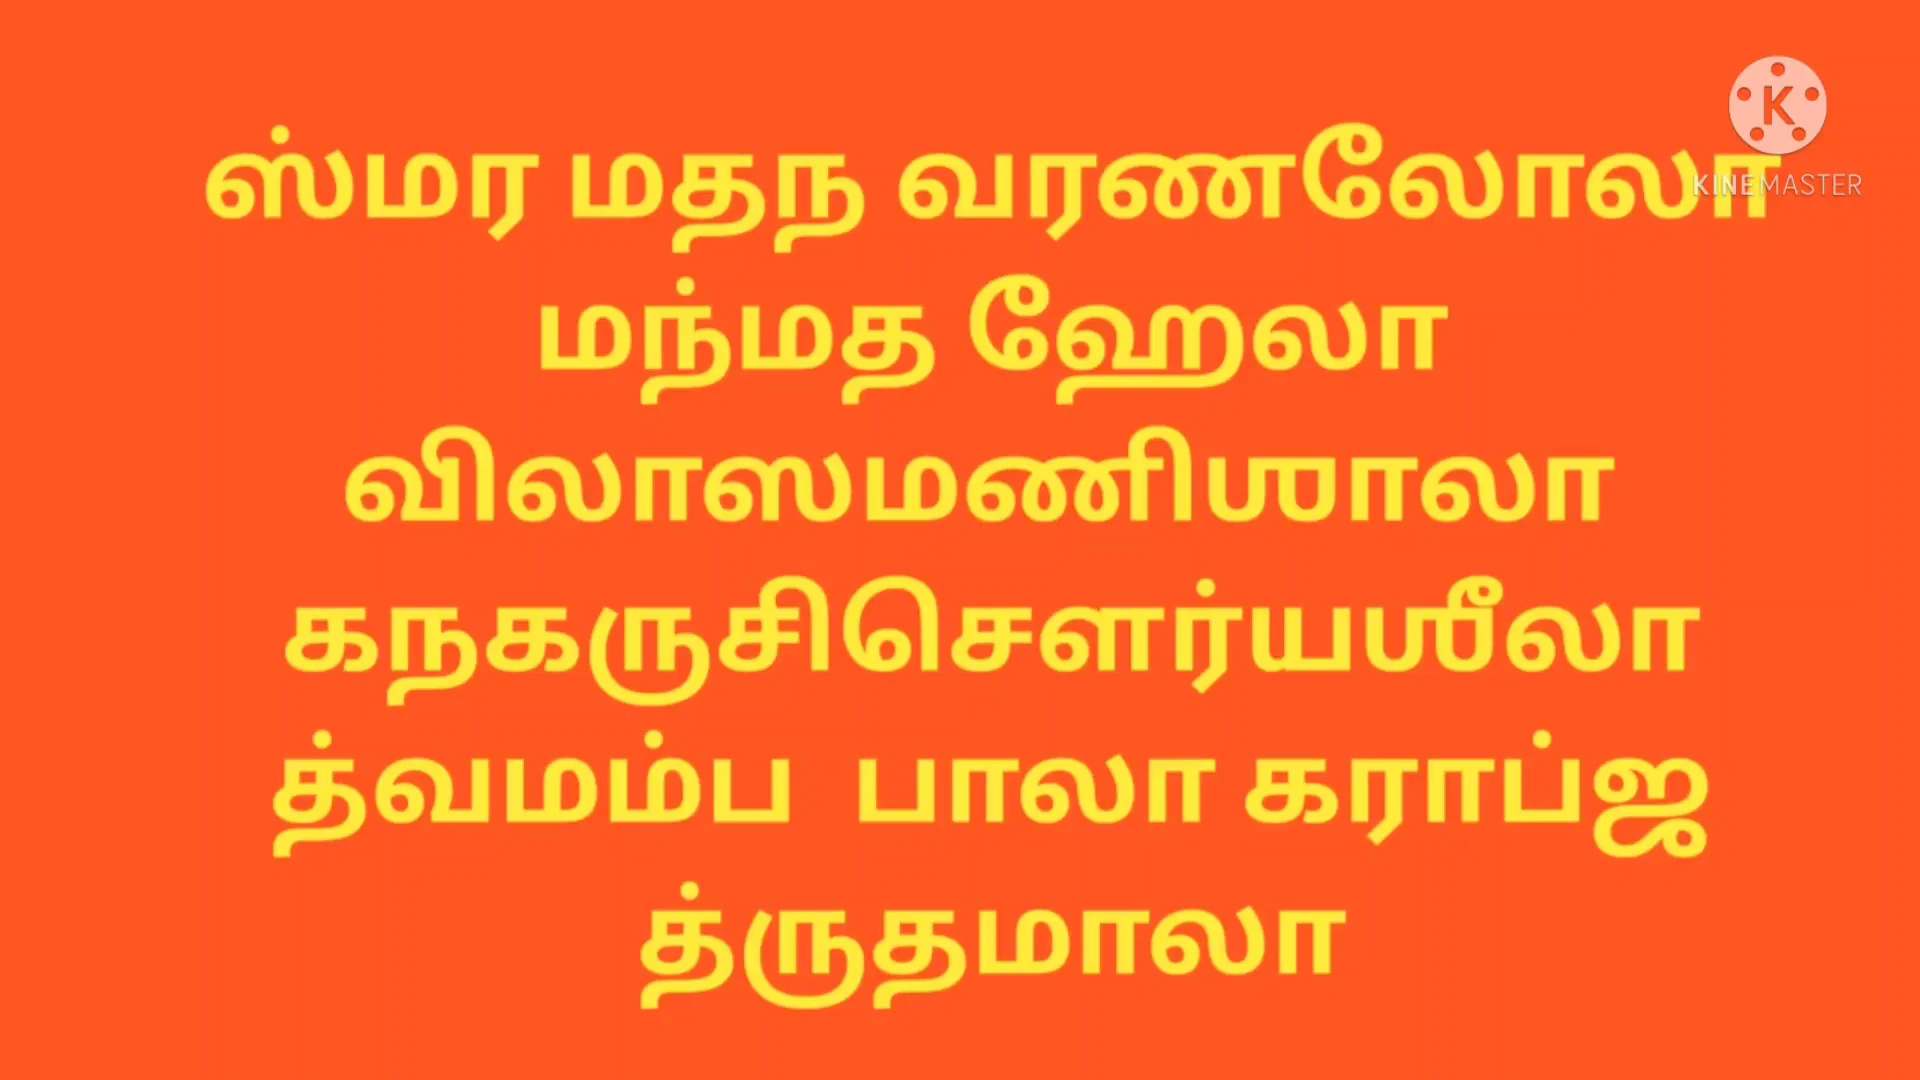 ஸ்மர மதந வரணலோலா
மந்மத ஹேலா
விலாஸமணிஶாலா
கநகருசிசௌர்யஶீலா
த்வமம்ப பாலா கராப்ஜ
த்ருதமாலா
K
KINEMASTER